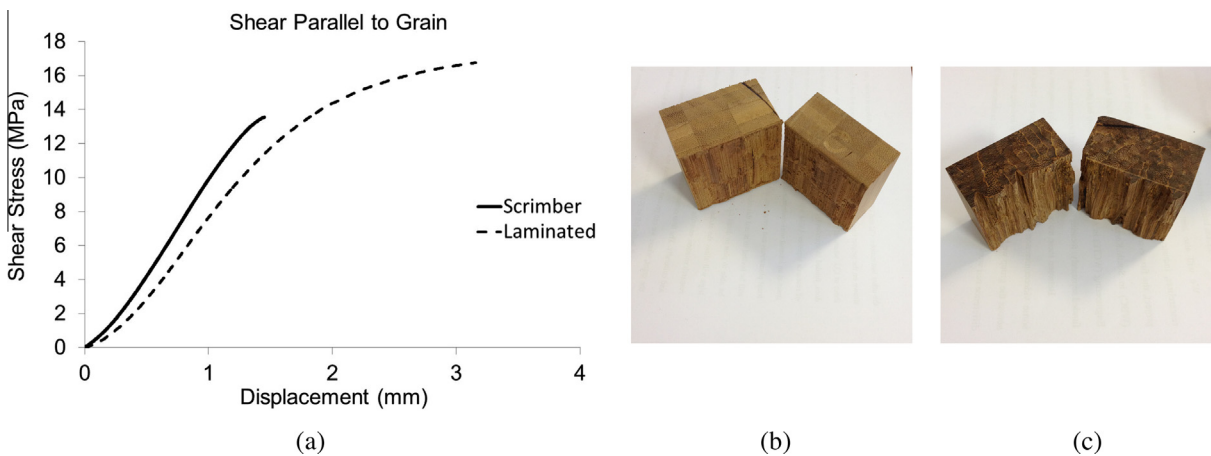 Shear Parallel to Grain
Shear Stress (MPa)
18
16
14
12
10
8
6
4
2
0
0 1 2 3 4
Displacement (mm)
Scrimber
Laminated
(a) (b) (c)